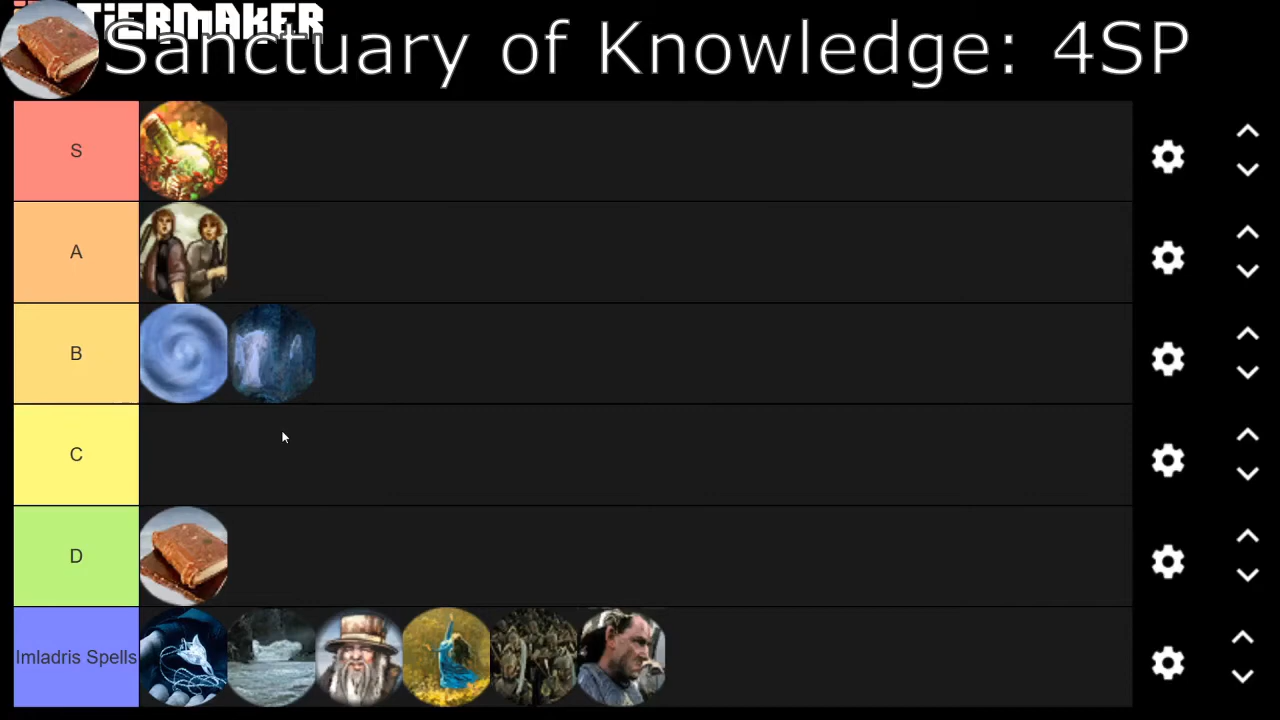 TIERMAKER
Sanctuary of Knowledge: 4SP
S
A
B
C
D
Imladris Spells